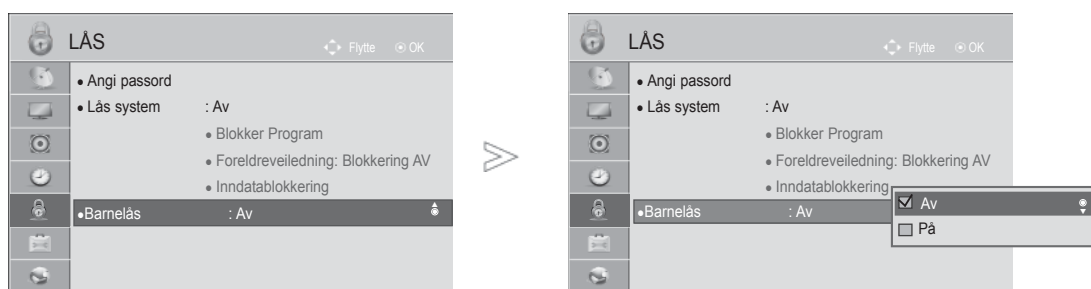 LÅS
Flytte OK
• Angi passord
• Lås system : Av
• Blokker Program
• Foreldreveiledning: Blokkering AV
• Inndatablokkering
•Barnelås : Av
LÅS
Flytte OK
• Angi passord
• Lås system : Av
• Blokker Program
• Foreldreveiledning: Blokkering AV
• Inndatablokkering
•Barnelås : Av
Av
På